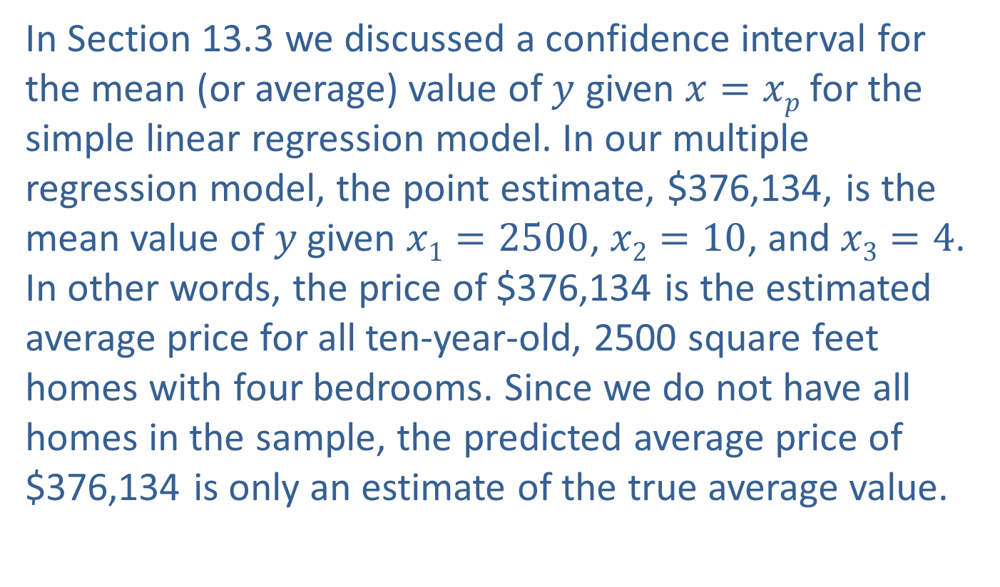 In Section 13.3 we discussed a confidence interval for
the mean (or average) value of y given x = xₚ for the
simple linear regression model. In our multiple
regression model, the point estimate, $376,134, is the
mean value of y given x₁ = 2500, x₂ = 10, and x₃ = 4.
In other words, the price of $376,134 is the estimated
average price for all ten-year-old, 2500 square feet
homes with four bedrooms. Since we do not have all
homes in the sample, the predicted average price of
$376,134 is only an estimate of the true average value.